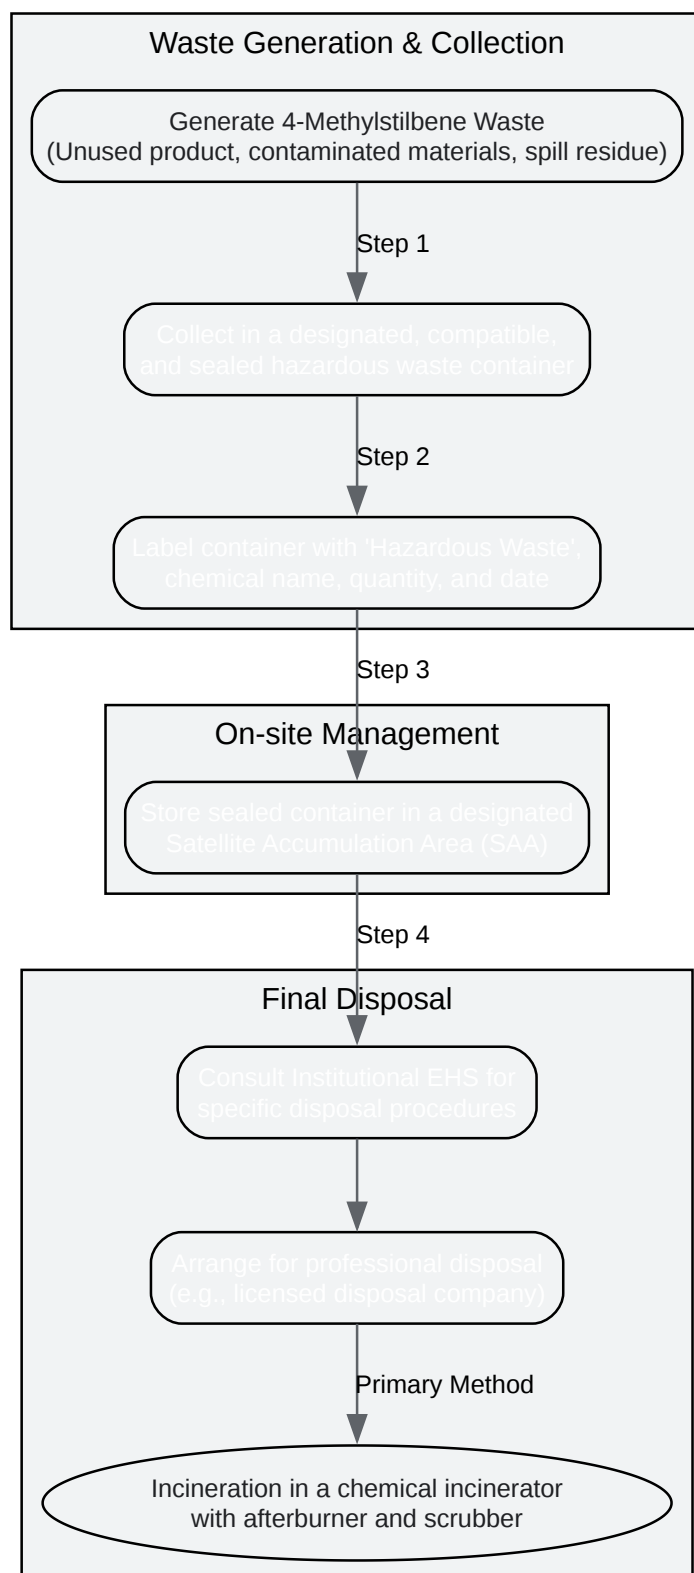 Waste Generation & Collection
Generate 4-Methylstilbene Waste
(Unused product, contaminated materials, spill residue)
Step 1
Collect in a designated, compatible,
and sealed hazardous waste container
Step 2
Label container with 'Hazardous Waste',
chemical name, quantity, and date
Step 3
On-site Management
Store sealed container in a designated
Satellite Accumulation Area (SAA)
Step 4
Final Disposal
Consult Institutional EHS for
specific disposal procedures
Arrange for professional disposal
(e.g., licensed disposal company)
Primary Method
Incineration in a chemical incinerator
with afterburner and scrubber